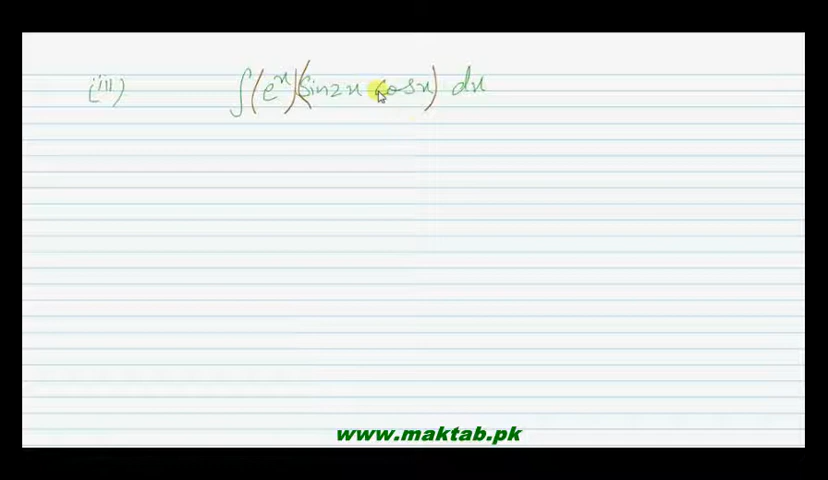 (iii) ∫(eˣ)(Sin2x Cosx) dx
www.maktab.pk